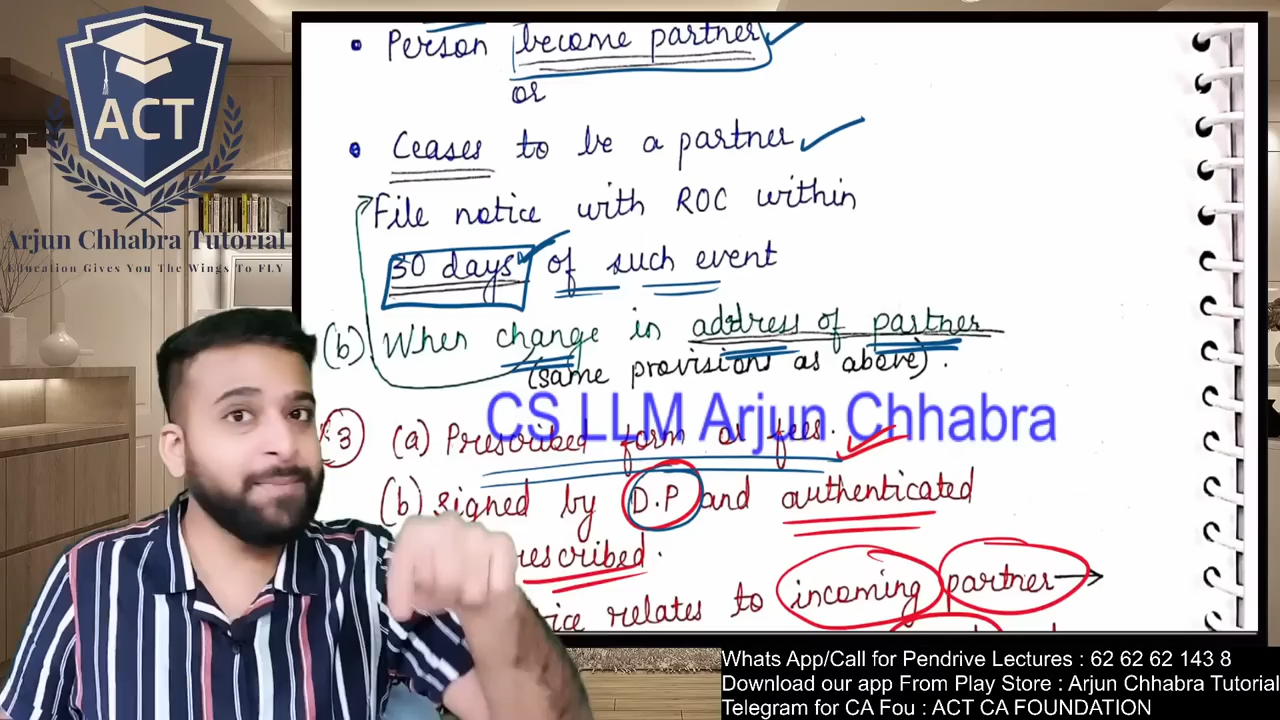 ACT
Arjun Chhabra Tutorial
Education Gives You The Wings To FLY
• Person become partner
or
• Ceases to be a partner
File notice with ROC within
30 days of such event
(b) When change in address of partner
(same provisions as above).
3 (a) Prescribed form or fees.
CS LLM Arjun Chhabra
(b) signed by D.P and authenticated
rescribed.
ice relates to incoming partner →
Whats App/Call for Pendrive Lectures : 62 62 62 143 8
Download our app From Play Store : Arjun Chhabra Tutorial
Telegram for CA Fou : ACT CA FOUNDATION